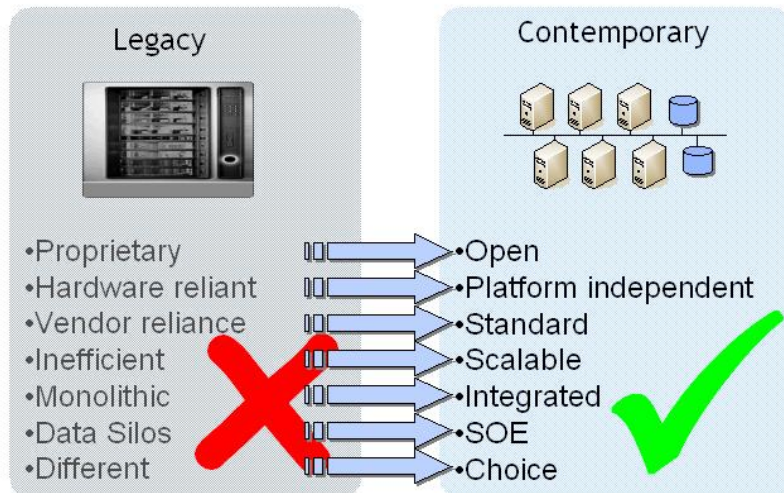 Legacy
•Proprietary
•Hardware reliant
•Vendor reliance
•Inefficient
•Monolithic
•Data Silos
•Different
Contemporary
•Open
•Platform independent
•Standard
•Scalable
•Integrated
•SOE
•Choice